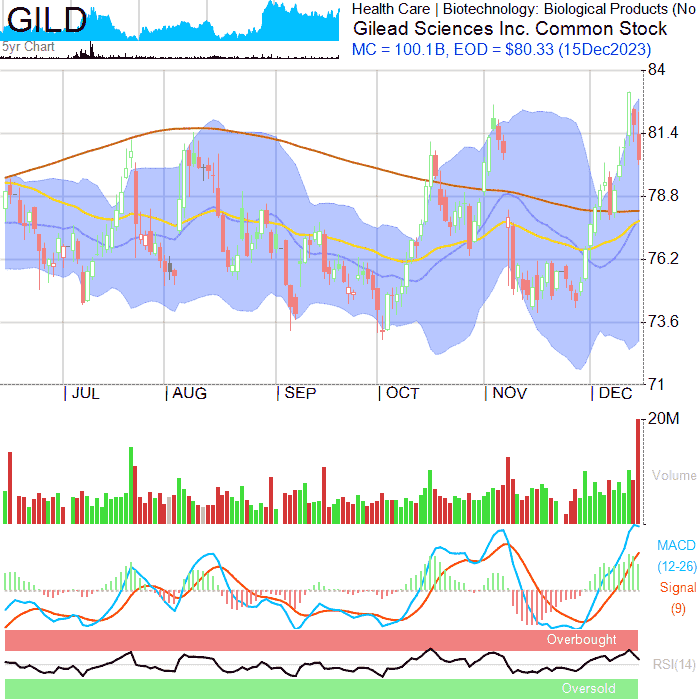 GILD
5yr Chart
Health Care | Biotechnology: Biological Products (No
Gilead Sciences Inc. Common Stock
MC = 100.1B, EOD = $80.33 (15Dec2023)
84
81.4
78.8
76.2
73.6
71
JUL AUG SEP OCT NOV DEC
20M
Volume
MACD
(12-26)
Signal
(9)
Overbought
RSI(14)
Oversold